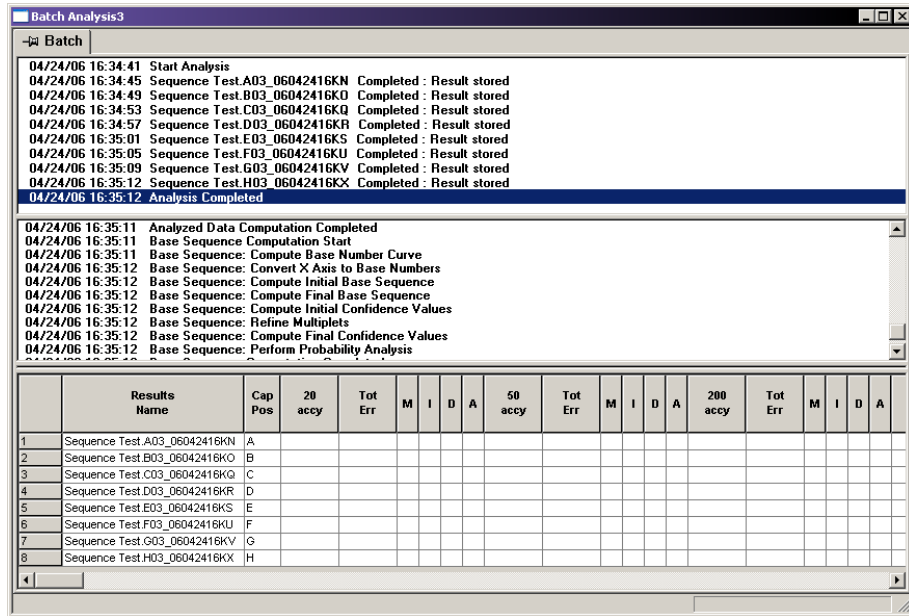 Batch Analysis3
Batch
04/24/06 16:34:41 Start Analysis
04/24/06 16:34:45 Sequence Test.A03_06042416KN Completed : Result stored
04/24/06 16:34:49 Sequence Test.B03_06042416KO Completed : Result stored
04/24/06 16:34:53 Sequence Test.C03_06042416KQ Completed : Result stored
04/24/06 16:34:57 Sequence Test.D03_06042416KR Completed : Result stored
04/24/06 16:35:01 Sequence Test.E03_06042416KS Completed : Result stored
04/24/06 16:35:05 Sequence Test.F03_06042416KU Completed : Result stored
04/24/06 16:35:09 Sequence Test.G03_06042416KV Completed : Result stored
04/24/06 16:35:12 Sequence Test.H03_06042416KX Completed : Result stored
04/24/06 16:35:12 Analysis Completed
04/24/06 16:35:11 Analyzed Data Computation Completed
04/24/06 16:35:11 Base Sequence Computation Start
04/24/06 16:35:11 Base Sequence: Compute Base Number Curve
04/24/06 16:35:12 Base Sequence: Convert X Axis to Base Numbers
04/24/06 16:35:12 Base Sequence: Compute Initial Base Sequence
04/24/06 16:35:12 Base Sequence: Compute Final Base Sequence
04/24/06 16:35:12 Base Sequence: Compute Initial Confidence Values
04/24/06 16:35:12 Base Sequence: Refine Multiplets
04/24/06 16:35:12 Base Sequence: Compute Final Confidence Values
04/24/06 16:35:12 Base Sequence: Perform Probability Analysis
Results Name Cap Pos 20 accy Tot Err M I D A 50 accy Tot Err M I D A 200 accy Tot Err M I D A
1 Sequence Test.A03_06042416KN A
2 Sequence Test.B03_06042416KO B
3 Sequence Test.C03_06042416KQ C
4 Sequence Test.D03_06042416KR D
5 Sequence Test.E03_06042416KS E
6 Sequence Test.F03_06042416KU F
7 Sequence Test.G03_06042416KV G
8 Sequence Test.H03_06042416KX H